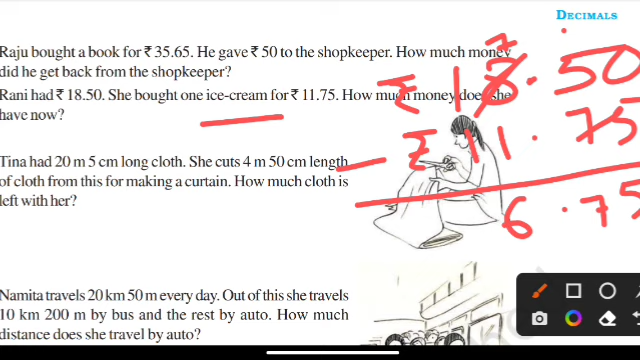 DECIMALS
Raju bought a book for ₹ 35.65. He gave ₹ 50 to the shopkeeper. How much money
did he get back from the shopkeeper?
Rani had ₹ 18.50. She bought one ice-cream for ₹ 11.75. How much money does she
have now?
Tina had 20 m 5 cm long cloth. She cuts 4 m 50 cm length
of cloth from this for making a curtain. How much cloth is
left with her?
Namita travels 20 km 50 m every day. Out of this she travels
10 km 200 m by bus and the rest by auto. How much
distance does she travel by auto?
7
₹ 18.50
- ₹ 11.75
6.75